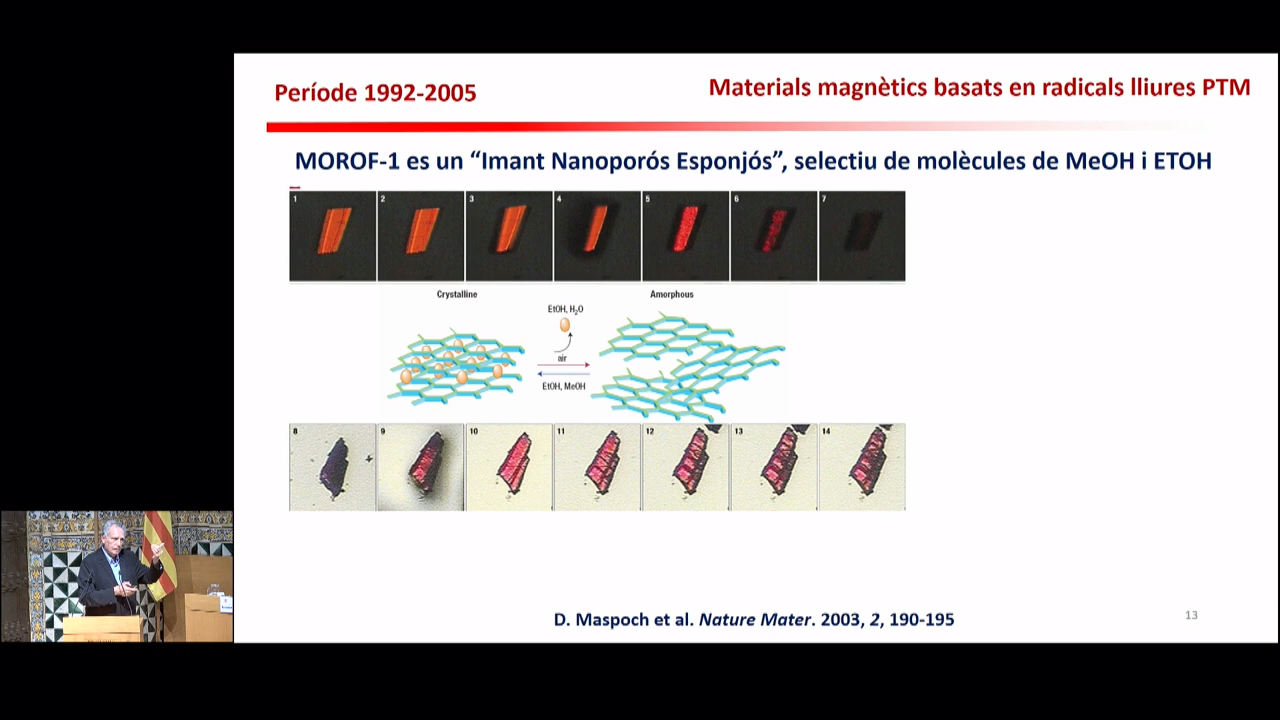 Període 1992-2005
Materials magnètics basats en radicals lliures PTM
MOROF-1 es un “Imant Nanoporós Esponjós”, selectiu de molècules de MeOH i ETOH
1 2 3 4 5 6 7
Crystalline
Amorphous
EtOH, H₂O
air
EtOH, MeOH
8 9 10 11 12 13 14
D. Maspoch et al. Nature Mater. 2003, 2, 190-195
13